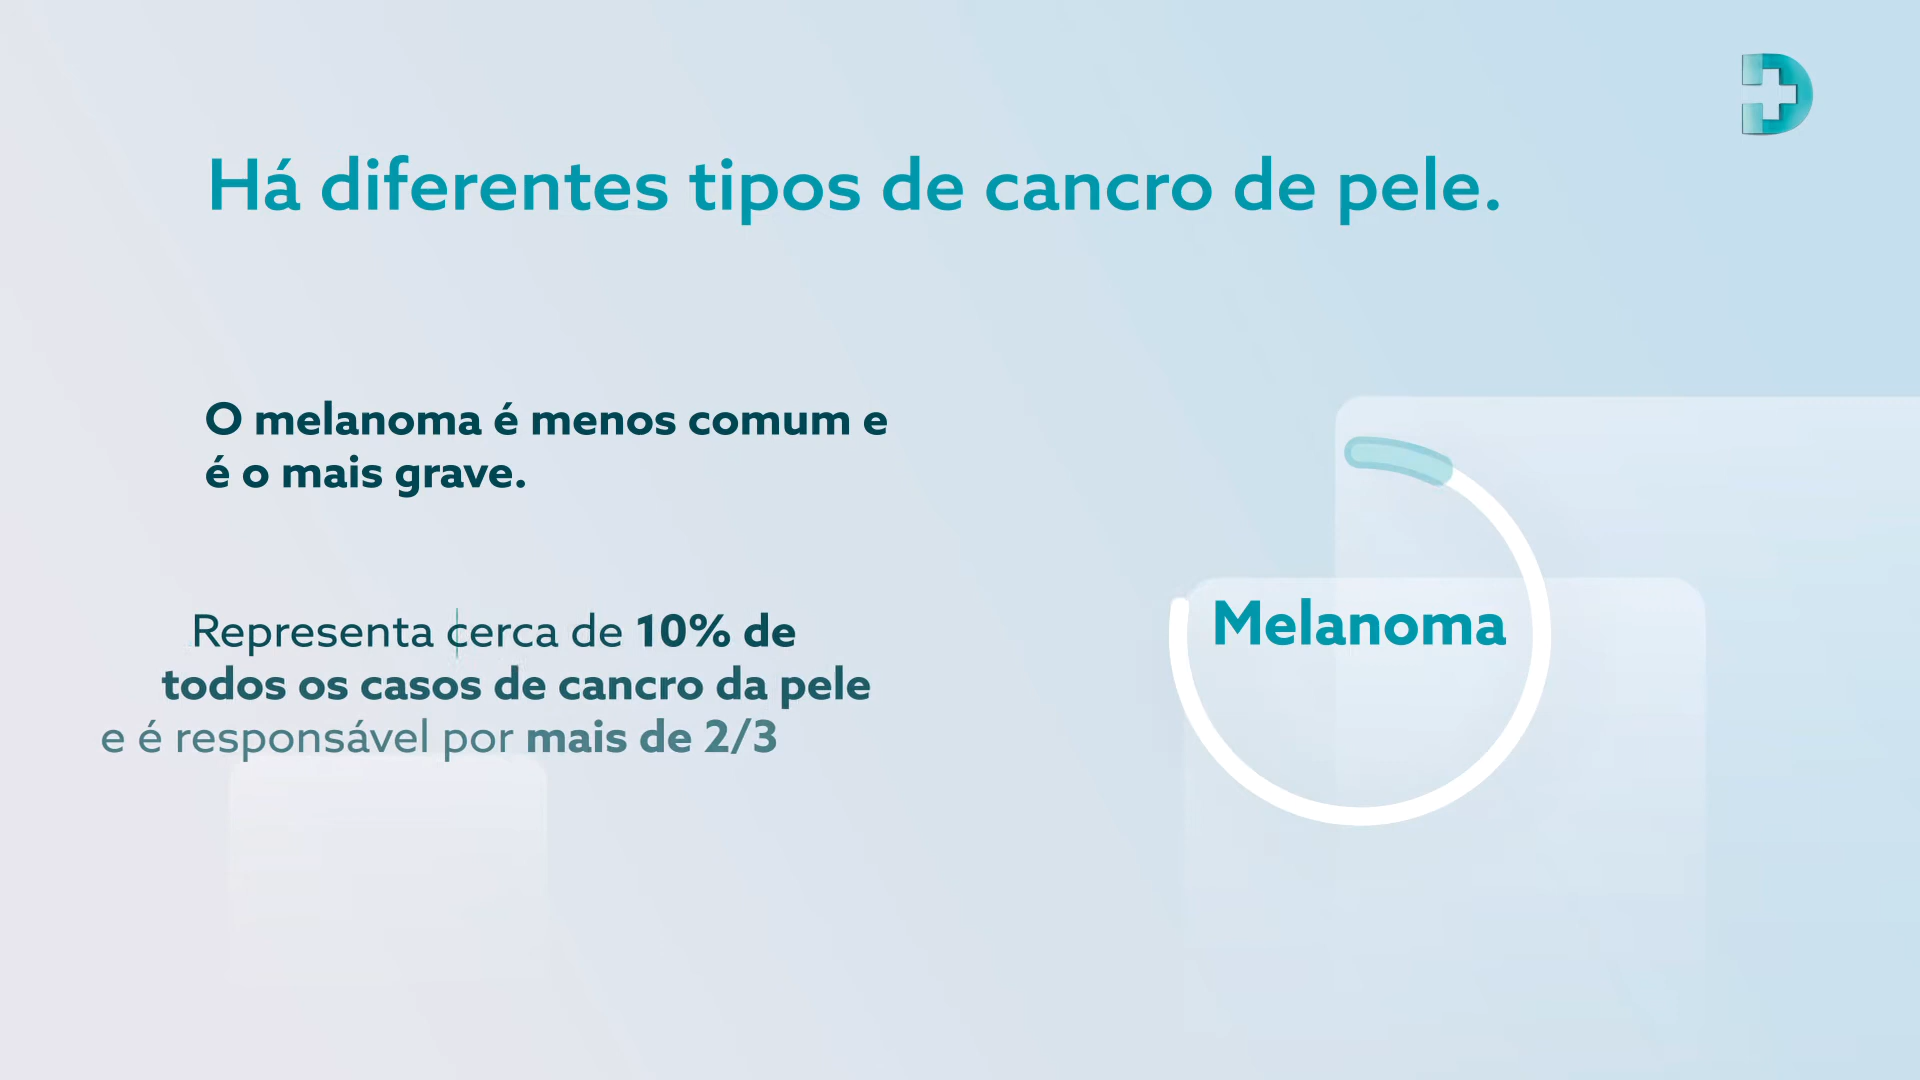 Há diferentes tipos de cancro de pele.
O melanoma é menos comum e
é o mais grave.
Representa cerca de 10% de
todos os casos de cancro da pele
e é responsável por mais de 2/3
Melanoma